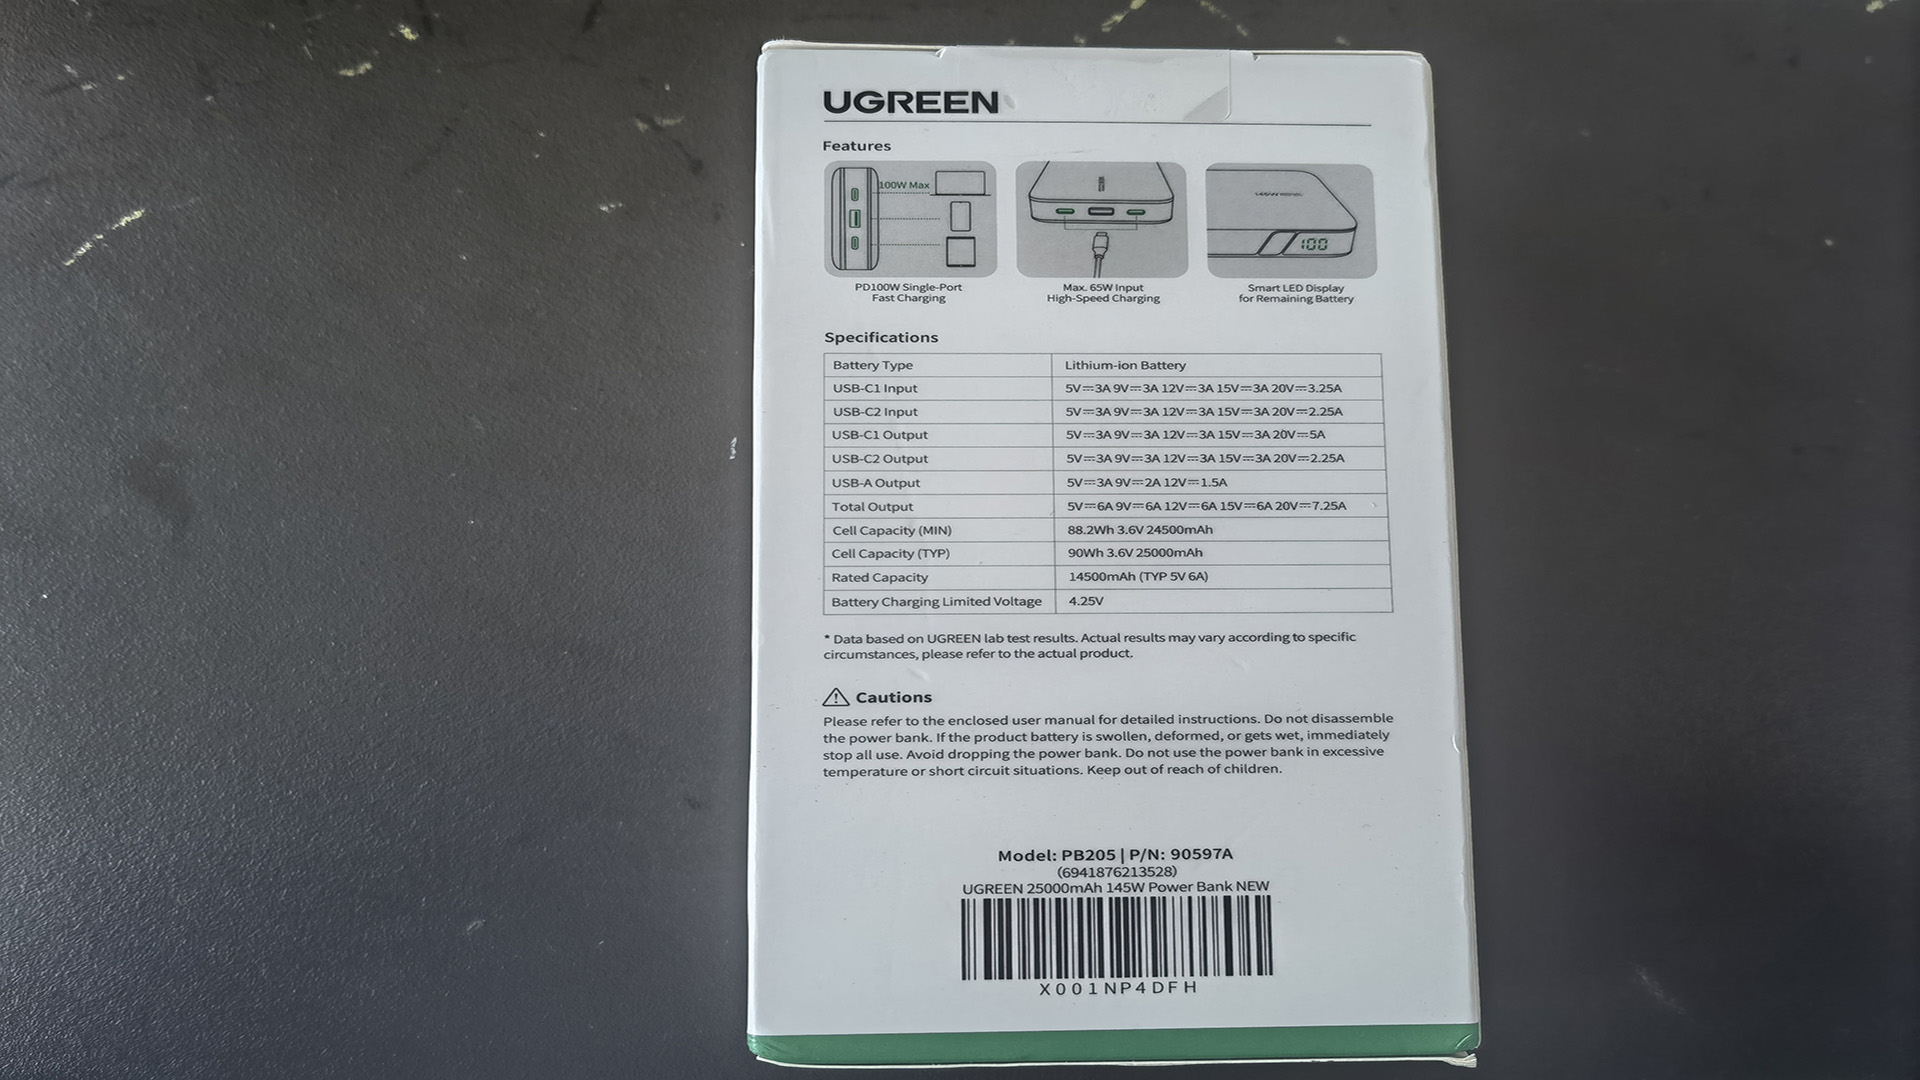 UGREEN
Features
100W Max
100
PD100W Single-Port
Fast Charging
Max. 65W Input
High-Speed Charging
Smart LED Display
for Remaining Battery
Specifications
Battery Type Lithium-ion Battery
USB-C1 Input 5V⎓3A 9V⎓3A 12V⎓3A 15V⎓3A 20V⎓3.25A
USB-C2 Input 5V⎓3A 9V⎓3A 12V⎓3A 15V⎓3A 20V⎓2.25A
USB-C1 Output 5V⎓3A 9V⎓3A 12V⎓3A 15V⎓3A 20V⎓5A
USB-C2 Output 5V⎓3A 9V⎓3A 12V⎓3A 15V⎓3A 20V⎓2.25A
USB-A Output 5V⎓3A 9V⎓2A 12V⎓1.5A
Total Output 5V⎓6A 9V⎓6A 12V⎓6A 15V⎓6A 20V⎓7.25A
Cell Capacity (MIN) 88.2Wh 3.6V 24500mAh
Cell Capacity (TYP) 90Wh 3.6V 25000mAh
Rated Capacity 14500mAh (TYP 5V 6A)
Battery Charging Limited Voltage 4.25V
* Data based on UGREEN lab test results. Actual results may vary according to specific
circumstances, please refer to the actual product.
Cautions
Please refer to the enclosed user manual for detailed instructions. Do not disassemble
the power bank. If the product battery is swollen, deformed, or gets wet, immediately
stop all use. Avoid dropping the power bank. Do not use the power bank in excessive
temperature or short circuit situations. Keep out of reach of children.
Model: PB205 | P/N: 90597A
(6941876213528)
UGREEN 25000mAh 145W Power Bank NEW
X001NP4DFH